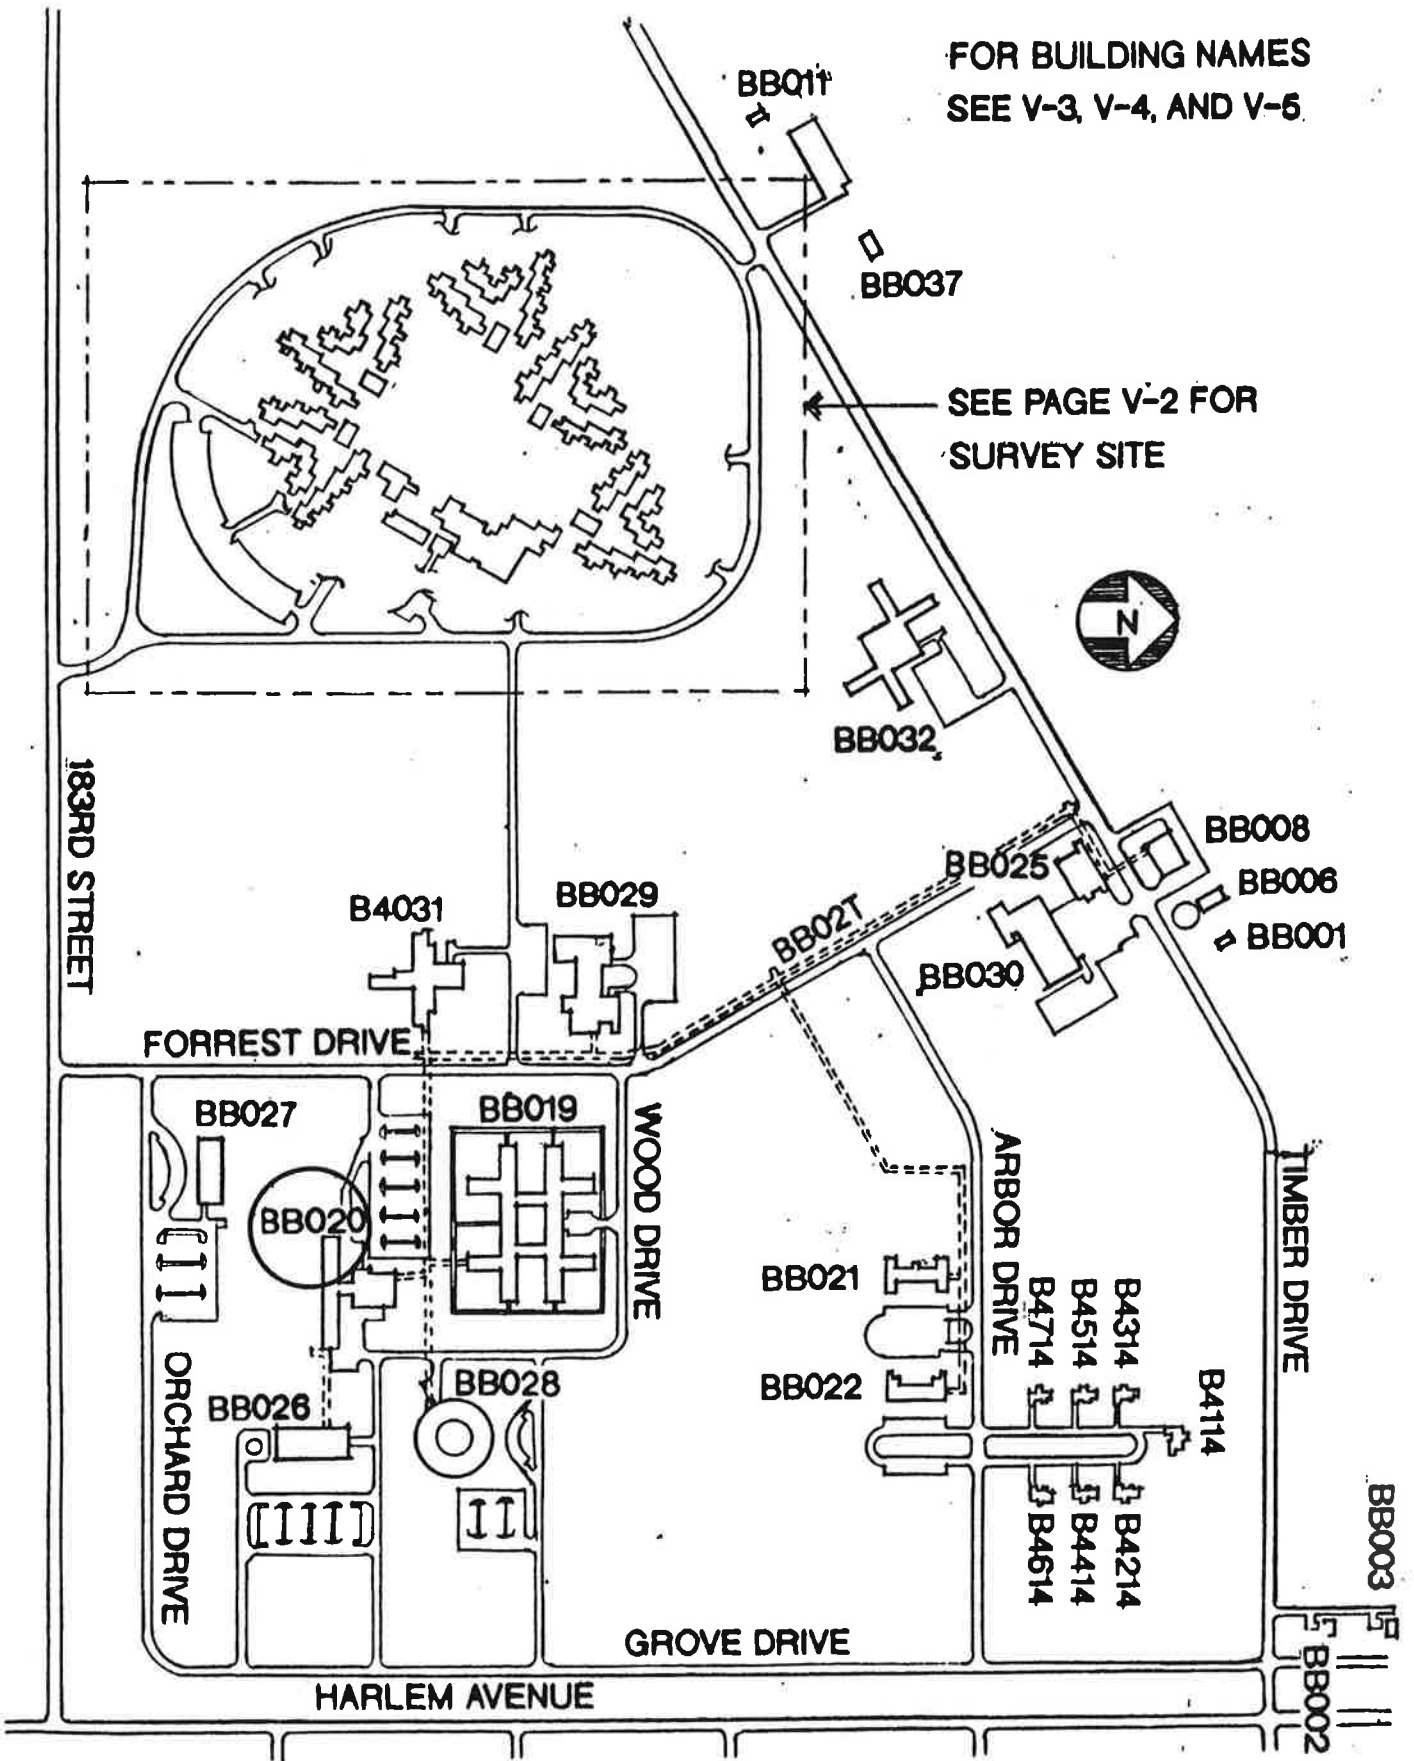 FOR BUILDING NAMES
SEE V-3, V-4, AND V-5
BB011
BB037
SEE PAGE V-2 FOR
SURVEY SITE
N
BB032
183RD STREET
BB008
BB025
BB006
B4031
BB029
BB02T
BB001
BB030
FORREST DRIVE
BB027
BB019
WOOD DRIVE
ARBOR DRIVE
TIMBER DRIVE
BB020
BB021
B4714
B4514
B4314
BB022
BB028
B4114
BB026
ORCHARD DRIVE
B4614
B4414
B4214
BB003
GROVE DRIVE
BB002
HARLEM AVENUE